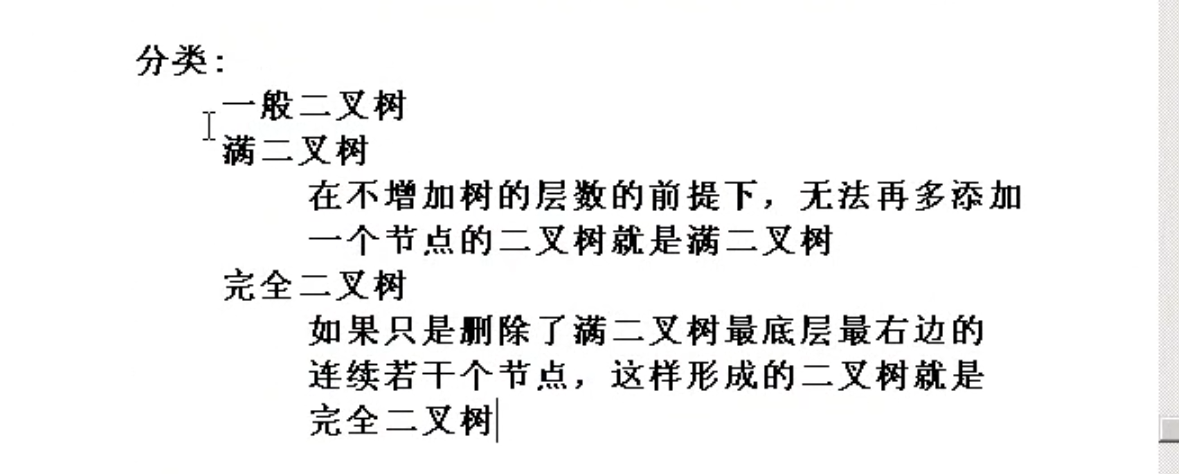 分类:
一般二叉树
满二叉树
在不增加树的层数的前提下，无法再多添加
一个节点的二叉树就是满二叉树
完全二叉树
如果只是删除了满二叉树最底层最右边的
连续若干个节点，这样形成的二叉树就是
完全二叉树